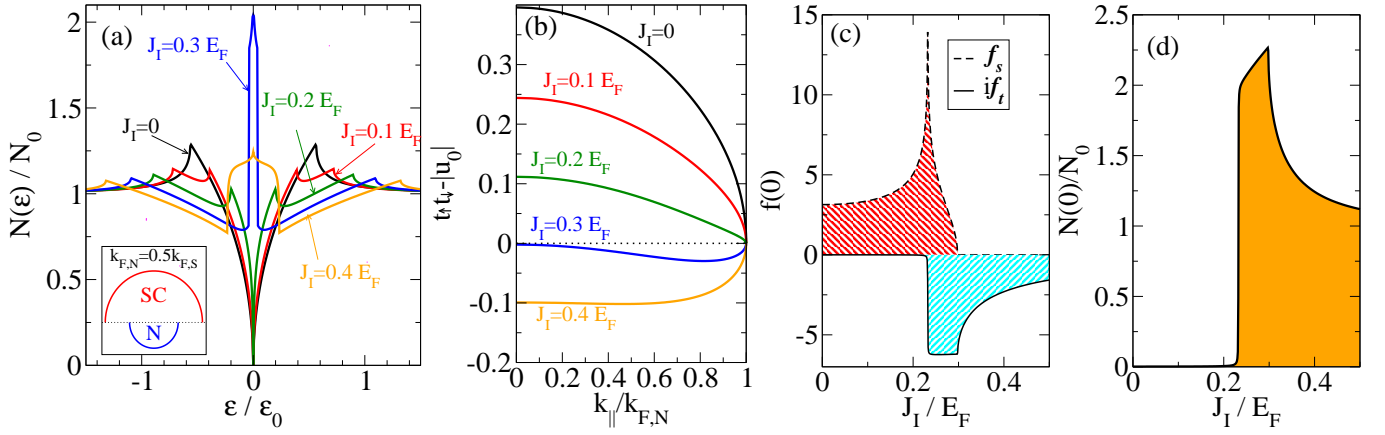 (a)
J_I=0.3 E_F
J_I=0.2 E_F
J_I=0
J_I=0.1 E_F
J_I=0.4 E_F
k_{F,N}=0.5k_{F,S}
SC
N
N(ε) / N_0
2
1.5
1
0.5
0
-1
0
1
ε / ε_0
(b)
J_I=0
J_I=0.1 E_F
J_I=0.2 E_F
J_I=0.3 E_F
J_I=0.4 E_F
t_↑t_↓-|u_0|
0.3
0.2
0.1
0
-0.1
-0.2
0
0.2
0.4
0.6
0.8
1
k_{||}/k_{F,N}
(c)
f_s
if_t
f(0)
15
10
5
0
-5
0
0.2
0.4
J_I / E_F
(d)
N(0)/N_0
2.5
2
1.5
1
0.5
0
0
0.2
0.4
J_I / E_F